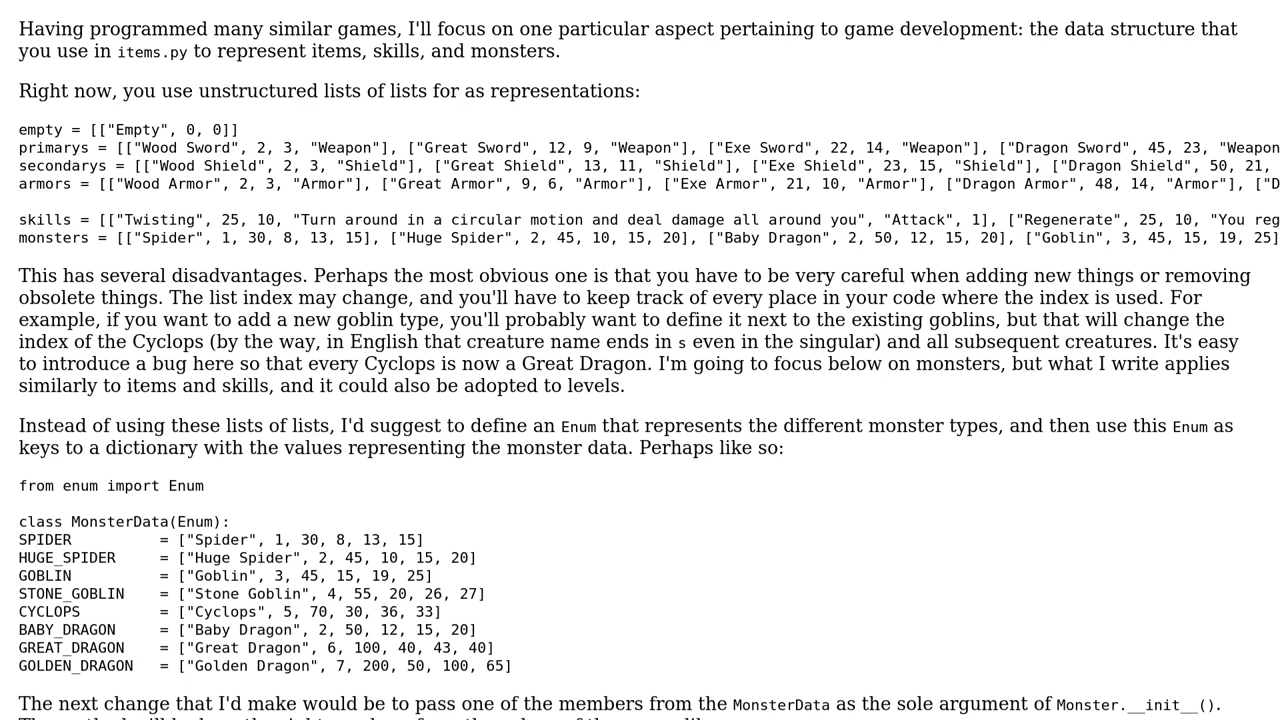 Having programmed many similar games, I'll focus on one particular aspect pertaining to game development: the data structure that
you use in items.py to represent items, skills, and monsters.
Right now, you use unstructured lists of lists for as representations:
empty = [["Empty", 0, 0]]
primarys = [["Wood Sword", 2, 3, "Weapon"], ["Great Sword", 12, 9, "Weapon"], ["Exe Sword", 22, 14, "Weapon"], ["Dragon Sword", 45, 23, "Weapon
secondarys = [["Wood Shield", 2, 3, "Shield"], ["Great Shield", 13, 11, "Shield"], ["Exe Shield", 23, 15, "Shield"], ["Dragon Shield", 50, 21,
armors = [["Wood Armor", 2, 3, "Armor"], ["Great Armor", 9, 6, "Armor"], ["Exe Armor", 21, 10, "Armor"], ["Dragon Armor", 48, 14, "Armor"], ["D
skills = [["Twisting", 25, 10, "Turn around in a circular motion and deal damage all around you", "Attack", 1], ["Regenerate", 25, 10, "You reg
monsters = [["Spider", 1, 30, 8, 13, 15], ["Huge Spider", 2, 45, 10, 15, 20], ["Baby Dragon", 2, 50, 12, 15, 20], ["Goblin", 3, 45, 15, 19, 25]
This has several disadvantages. Perhaps the most obvious one is that you have to be very careful when adding new things or removing
obsolete things. The list index may change, and you'll have to keep track of every place in your code where the index is used. For
example, if you want to add a new goblin type, you'll probably want to define it next to the existing goblins, but that will change the
index of the Cyclops (by the way, in English that creature name ends in s even in the singular) and all subsequent creatures. It's easy
to introduce a bug here so that every Cyclops is now a Great Dragon. I'm going to focus below on monsters, but what I write applies
similarly to items and skills, and it could also be adopted to levels.
Instead of using these lists of lists, I'd suggest to define an Enum that represents the different monster types, and then use this Enum as
keys to a dictionary with the values representing the monster data. Perhaps like so:
from enum import Enum
class MonsterData(Enum):
SPIDER          = ["Spider", 1, 30, 8, 13, 15]
HUGE_SPIDER     = ["Huge Spider", 2, 45, 10, 15, 20]
GOBLIN          = ["Goblin", 3, 45, 15, 19, 25]
STONE_GOBLIN    = ["Stone Goblin", 4, 55, 20, 26, 27]
CYCLOPS         = ["Cyclops", 5, 70, 30, 36, 33]
BABY_DRAGON     = ["Baby Dragon", 2, 50, 12, 15, 20]
GREAT_DRAGON    = ["Great Dragon", 6, 100, 40, 43, 40]
GOLDEN_DRAGON   = ["Golden Dragon", 7, 200, 50, 100, 65]
The next change that I'd make would be to pass one of the members from the MonsterData as the sole argument of Monster.__init__().